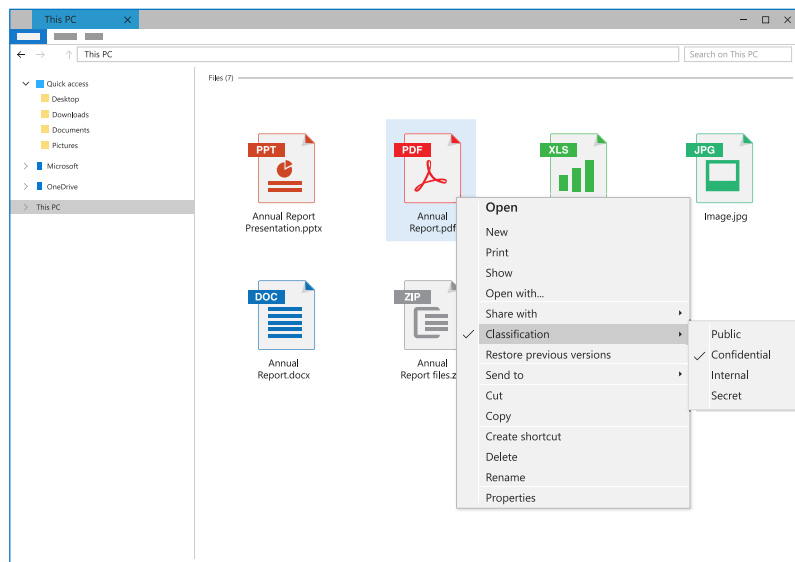 This PC
This PC
Search on This PC
Quick access
Desktop
Downloads
Documents
Pictures
Microsoft
OneDrive
This PC
Files (7)
PPT
Annual Report
Presentation.pptx
PDF
Annual
Report.pdf
XLS
JPG
Image.jpg
DOC
Annual
Report.docx
ZIP
Annual
Report files.z
Open
New
Print
Show
Open with...
Share with
Classification
Restore previous versions
Send to
Cut
Copy
Create shortcut
Delete
Rename
Properties
Public
Confidential
Internal
Secret